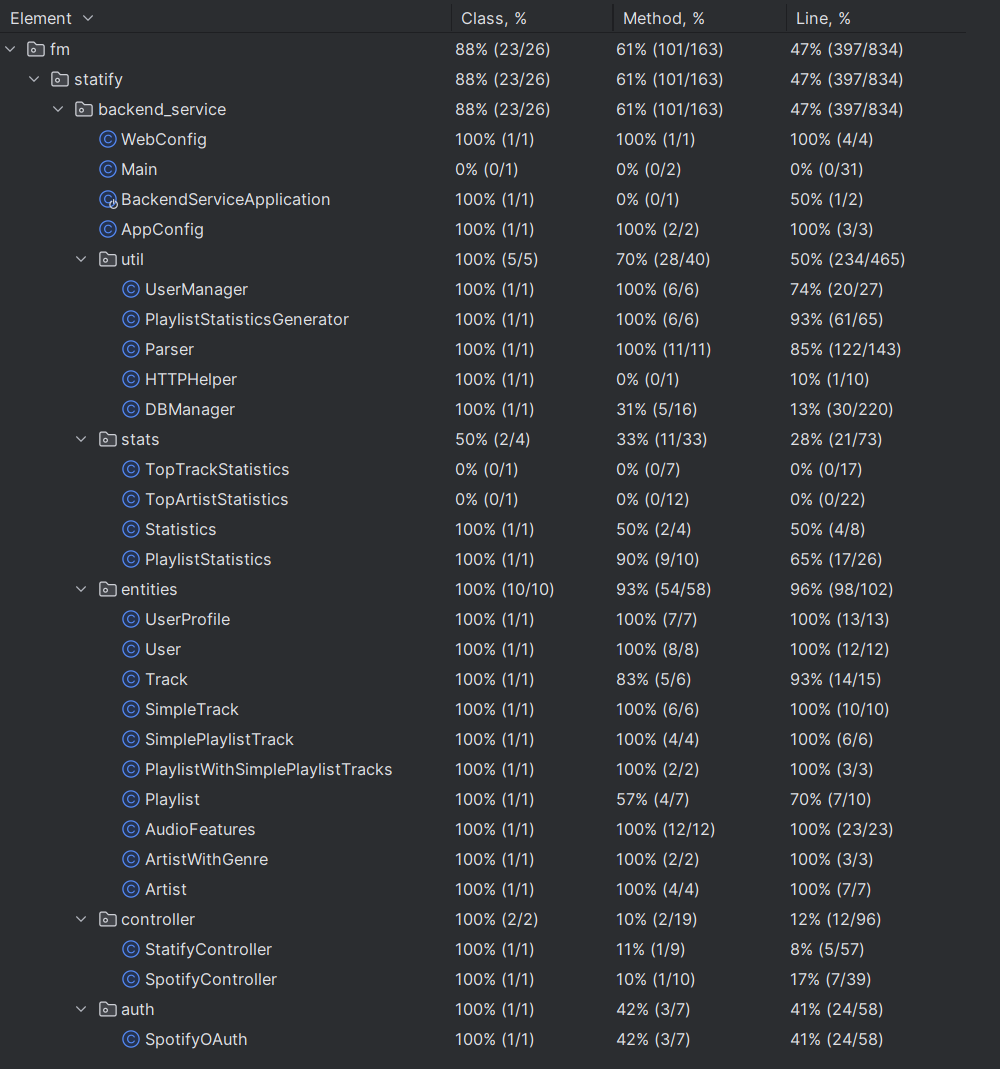 Element Class, % Method, % Line, %
fm 88% (23/26) 61% (101/163) 47% (397/834)
statify 88% (23/26) 61% (101/163) 47% (397/834)
backend_service 88% (23/26) 61% (101/163) 47% (397/834)
WebConfig 100% (1/1) 100% (1/1) 100% (4/4)
Main 0% (0/1) 0% (0/2) 0% (0/31)
BackendServiceApplication 100% (1/1) 0% (0/1) 50% (1/2)
AppConfig 100% (1/1) 100% (2/2) 100% (3/3)
util 100% (5/5) 70% (28/40) 50% (234/465)
UserManager 100% (1/1) 100% (6/6) 74% (20/27)
PlaylistStatisticsGenerator 100% (1/1) 100% (6/6) 93% (61/65)
Parser 100% (1/1) 100% (11/11) 85% (122/143)
HTTPHelper 100% (1/1) 0% (0/1) 10% (1/10)
DBManager 100% (1/1) 31% (5/16) 13% (30/220)
stats 50% (2/4) 33% (11/33) 28% (21/73)
TopTrackStatistics 0% (0/1) 0% (0/7) 0% (0/17)
TopArtistStatistics 0% (0/1) 0% (0/12) 0% (0/22)
Statistics 100% (1/1) 50% (2/4) 50% (4/8)
PlaylistStatistics 100% (1/1) 90% (9/10) 65% (17/26)
entities 100% (10/10) 93% (54/58) 96% (98/102)
UserProfile 100% (1/1) 100% (7/7) 100% (13/13)
User 100% (1/1) 100% (8/8) 100% (12/12)
Track 100% (1/1) 83% (5/6) 93% (14/15)
SimpleTrack 100% (1/1) 100% (6/6) 100% (10/10)
SimplePlaylistTrack 100% (1/1) 100% (4/4) 100% (6/6)
PlaylistWithSimplePlaylistTracks 100% (1/1) 100% (2/2) 100% (3/3)
Playlist 100% (1/1) 57% (4/7) 70% (7/10)
AudioFeatures 100% (1/1) 100% (12/12) 100% (23/23)
ArtistWithGenre 100% (1/1) 100% (2/2) 100% (3/3)
Artist 100% (1/1) 100% (4/4) 100% (7/7)
controller 100% (2/2) 10% (2/19) 12% (12/96)
StatifyController 100% (1/1) 11% (1/9) 8% (5/57)
SpotifyController 100% (1/1) 10% (1/10) 17% (7/39)
auth 100% (1/1) 42% (3/7) 41% (24/58)
SpotifyOAuth 100% (1/1) 42% (3/7) 41% (24/58)